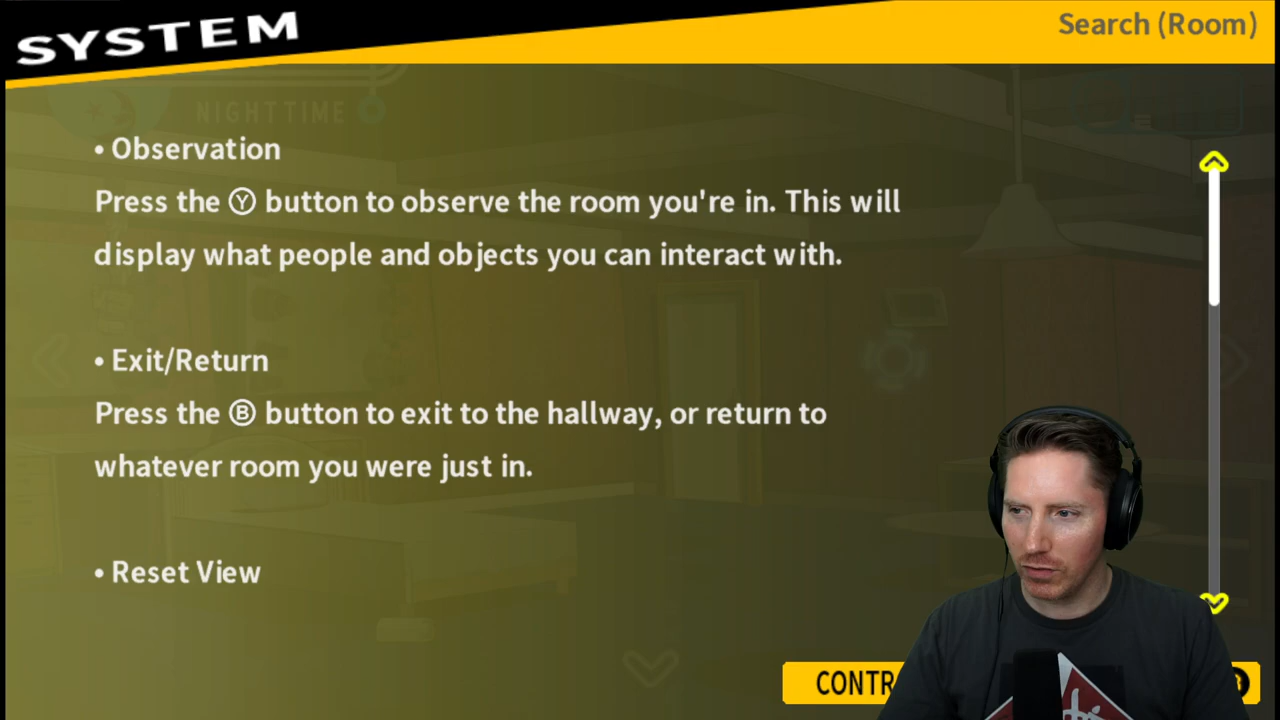 SYSTEM
Search (Room)
NIGHTTIME
• Observation
Press the Ⓨ button to observe the room you're in. This will
display what people and objects you can interact with.
• Exit/Return
Press the Ⓑ button to exit to the hallway, or return to
whatever room you were just in.
• Reset View